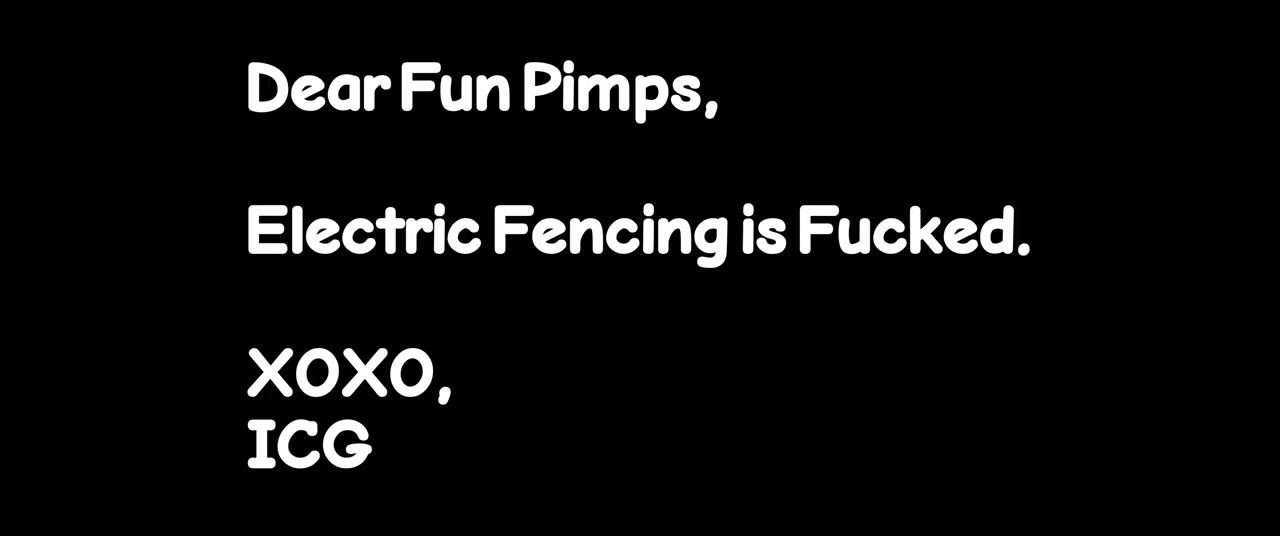 Dear Fun Pimps,
Electric Fencing is Fucked.
XOXO,
ICG